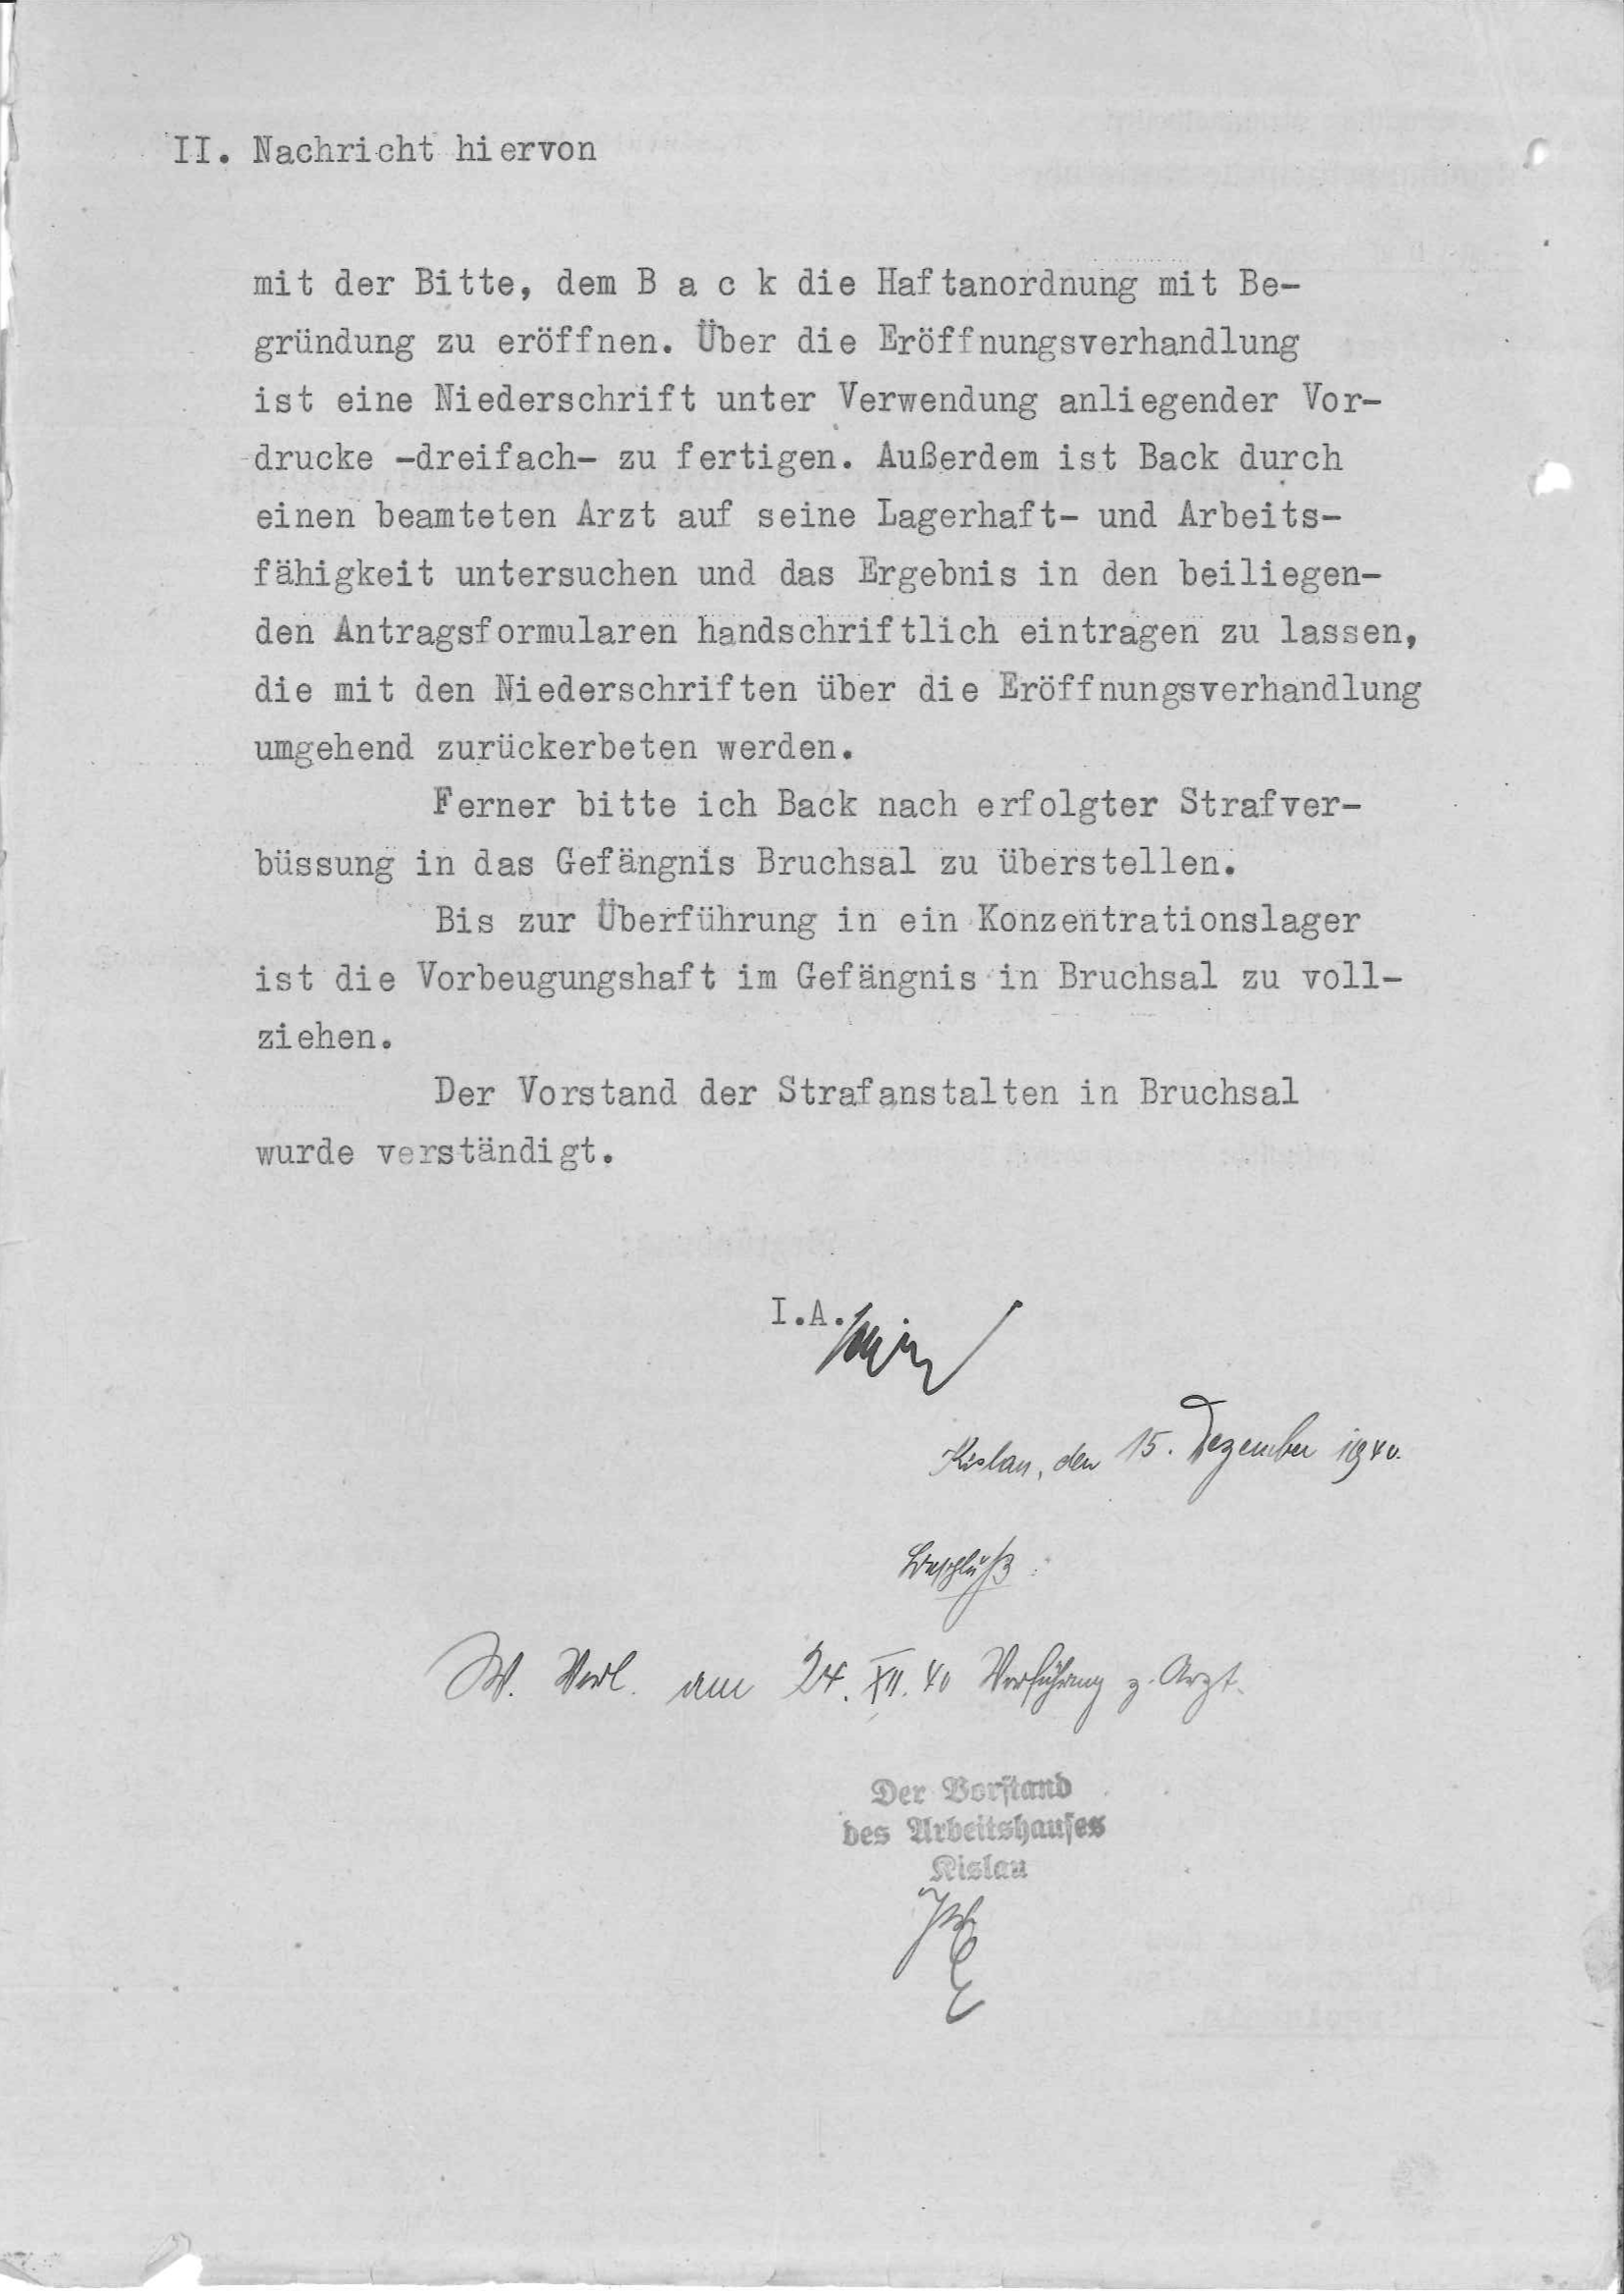 II. Nachricht hiervon
mit der Bitte, dem B a c k die Haftanordnung mit Be-
gründung zu eröffnen. Über die Eröffnungsverhandlung
ist eine Niederschrift unter Verwendung anliegender Vor-
drucke -dreifach- zu fertigen. Außerdem ist Back durch
einen beamteten Arzt auf seine Lagerhaft- und Arbeits-
fähigkeit untersuchen und das Ergebnis in den beiliegen-
den Antragsformularen handschriftlich eintragen zu lassen,
die mit den Niederschriften über die Eröffnungsverhandlung
umgehend zurückerbeten werden.
Ferner bitte ich Back nach erfolgter Strafver-
büssung in das Gefängnis Bruchsal zu überstellen.
Bis zur Überführung in ein Konzentrationslager
ist die Vorbeugungshaft im Gefängnis in Bruchsal zu voll-
ziehen.
Der Vorstand der Strafanstalten in Bruchsal
wurde verständigt.
I.A.
Kislau, den 15. Dezember 1940.
Beschluß:
W. Vorl. am 24. XII. 40 Vorführung z. Arzt.
Der Vorstand
des Arbeitshauses
Kislau